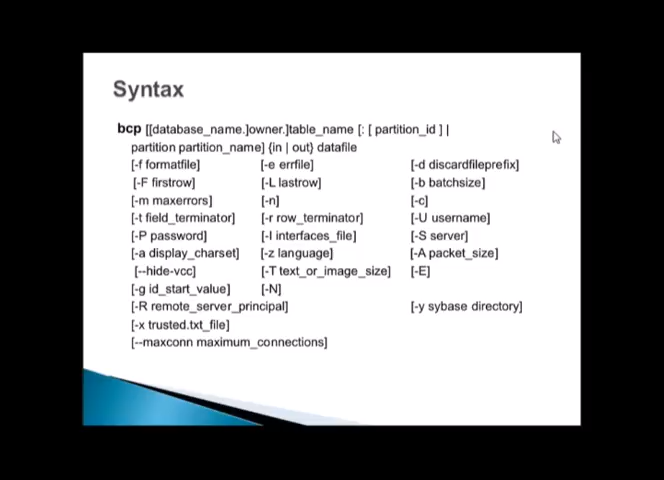 Syntax
bcp [[database_name.]owner.]table_name [: [ partition_id ] |
partition partition_name] {in | out} datafile
[-f formatfile] [-e errfile] [-d discardfileprefix]
[-F firstrow] [-L lastrow] [-b batchsize]
[-m maxerrors] [-n] [-c]
[-t field_terminator] [-r row_terminator] [-U username]
[-P password] [-I interfaces_file] [-S server]
[-a display_charset] [-z language] [-A packet_size]
[--hide-vcc] [-T text_or_image_size] [-E]
[-g id_start_value] [-N]
[-R remote_server_principal] [-y sybase directory]
[-x trusted.txt_file]
[--maxconn maximum_connections]